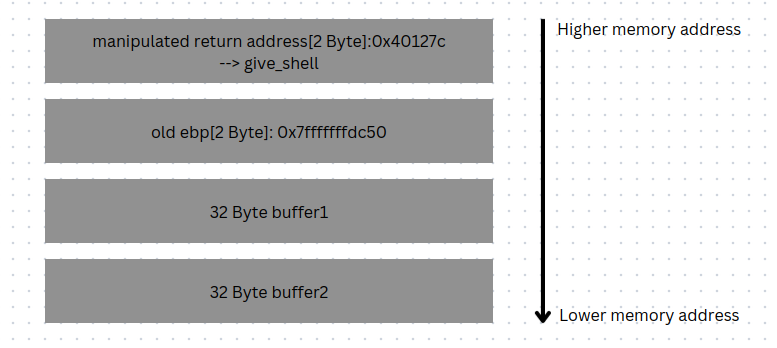 manipulated return address[2 Byte]:0x40127c
--> give_shell
Higher memory address
old ebp[2 Byte]: 0x7fffffffdc50
32 Byte buffer1
32 Byte buffer2
Lower memory address